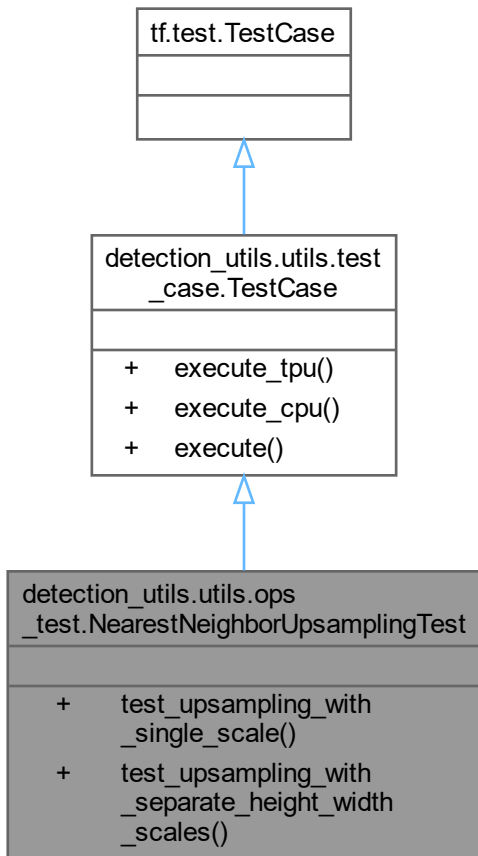 tf.test.TestCase
detection_utils.utils.test
_case.TestCase
+ execute_tpu()
+ execute_cpu()
+ execute()
detection_utils.utils.ops
_test.NearestNeighborUpsamplingTest
+ test_upsampling_with
_single_scale()
+ test_upsampling_with
_separate_height_width
_scales()